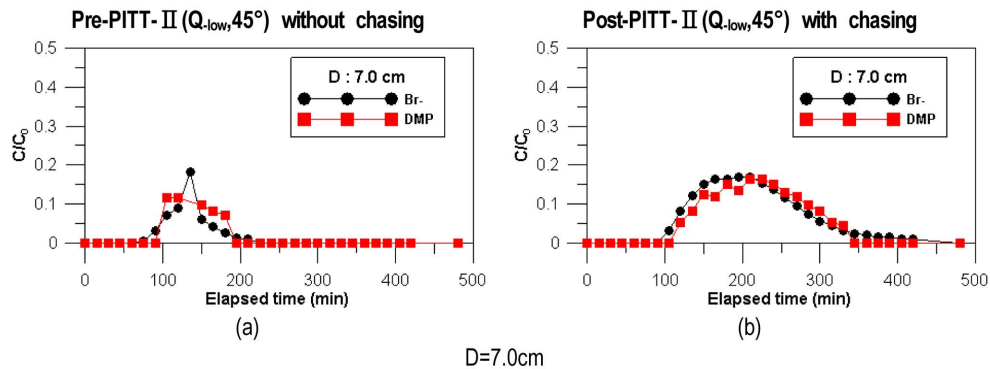 Pre-PITT-Ⅱ(Q-low,45°) without chasing
0.5
0.4
0.3
0.2
0.1
0
C/C0
D : 7.0 cm
Br-
DMP
0 100 200 300 400 500
Elapsed time (min)
(a)
Post-PITT-Ⅱ(Q-low,45°) with chasing
0.5
0.4
0.3
0.2
0.1
0
C/C0
D : 7.0 cm
Br-
DMP
0 100 200 300 400 500
Elapsed time (min)
(b)
D=7.0cm